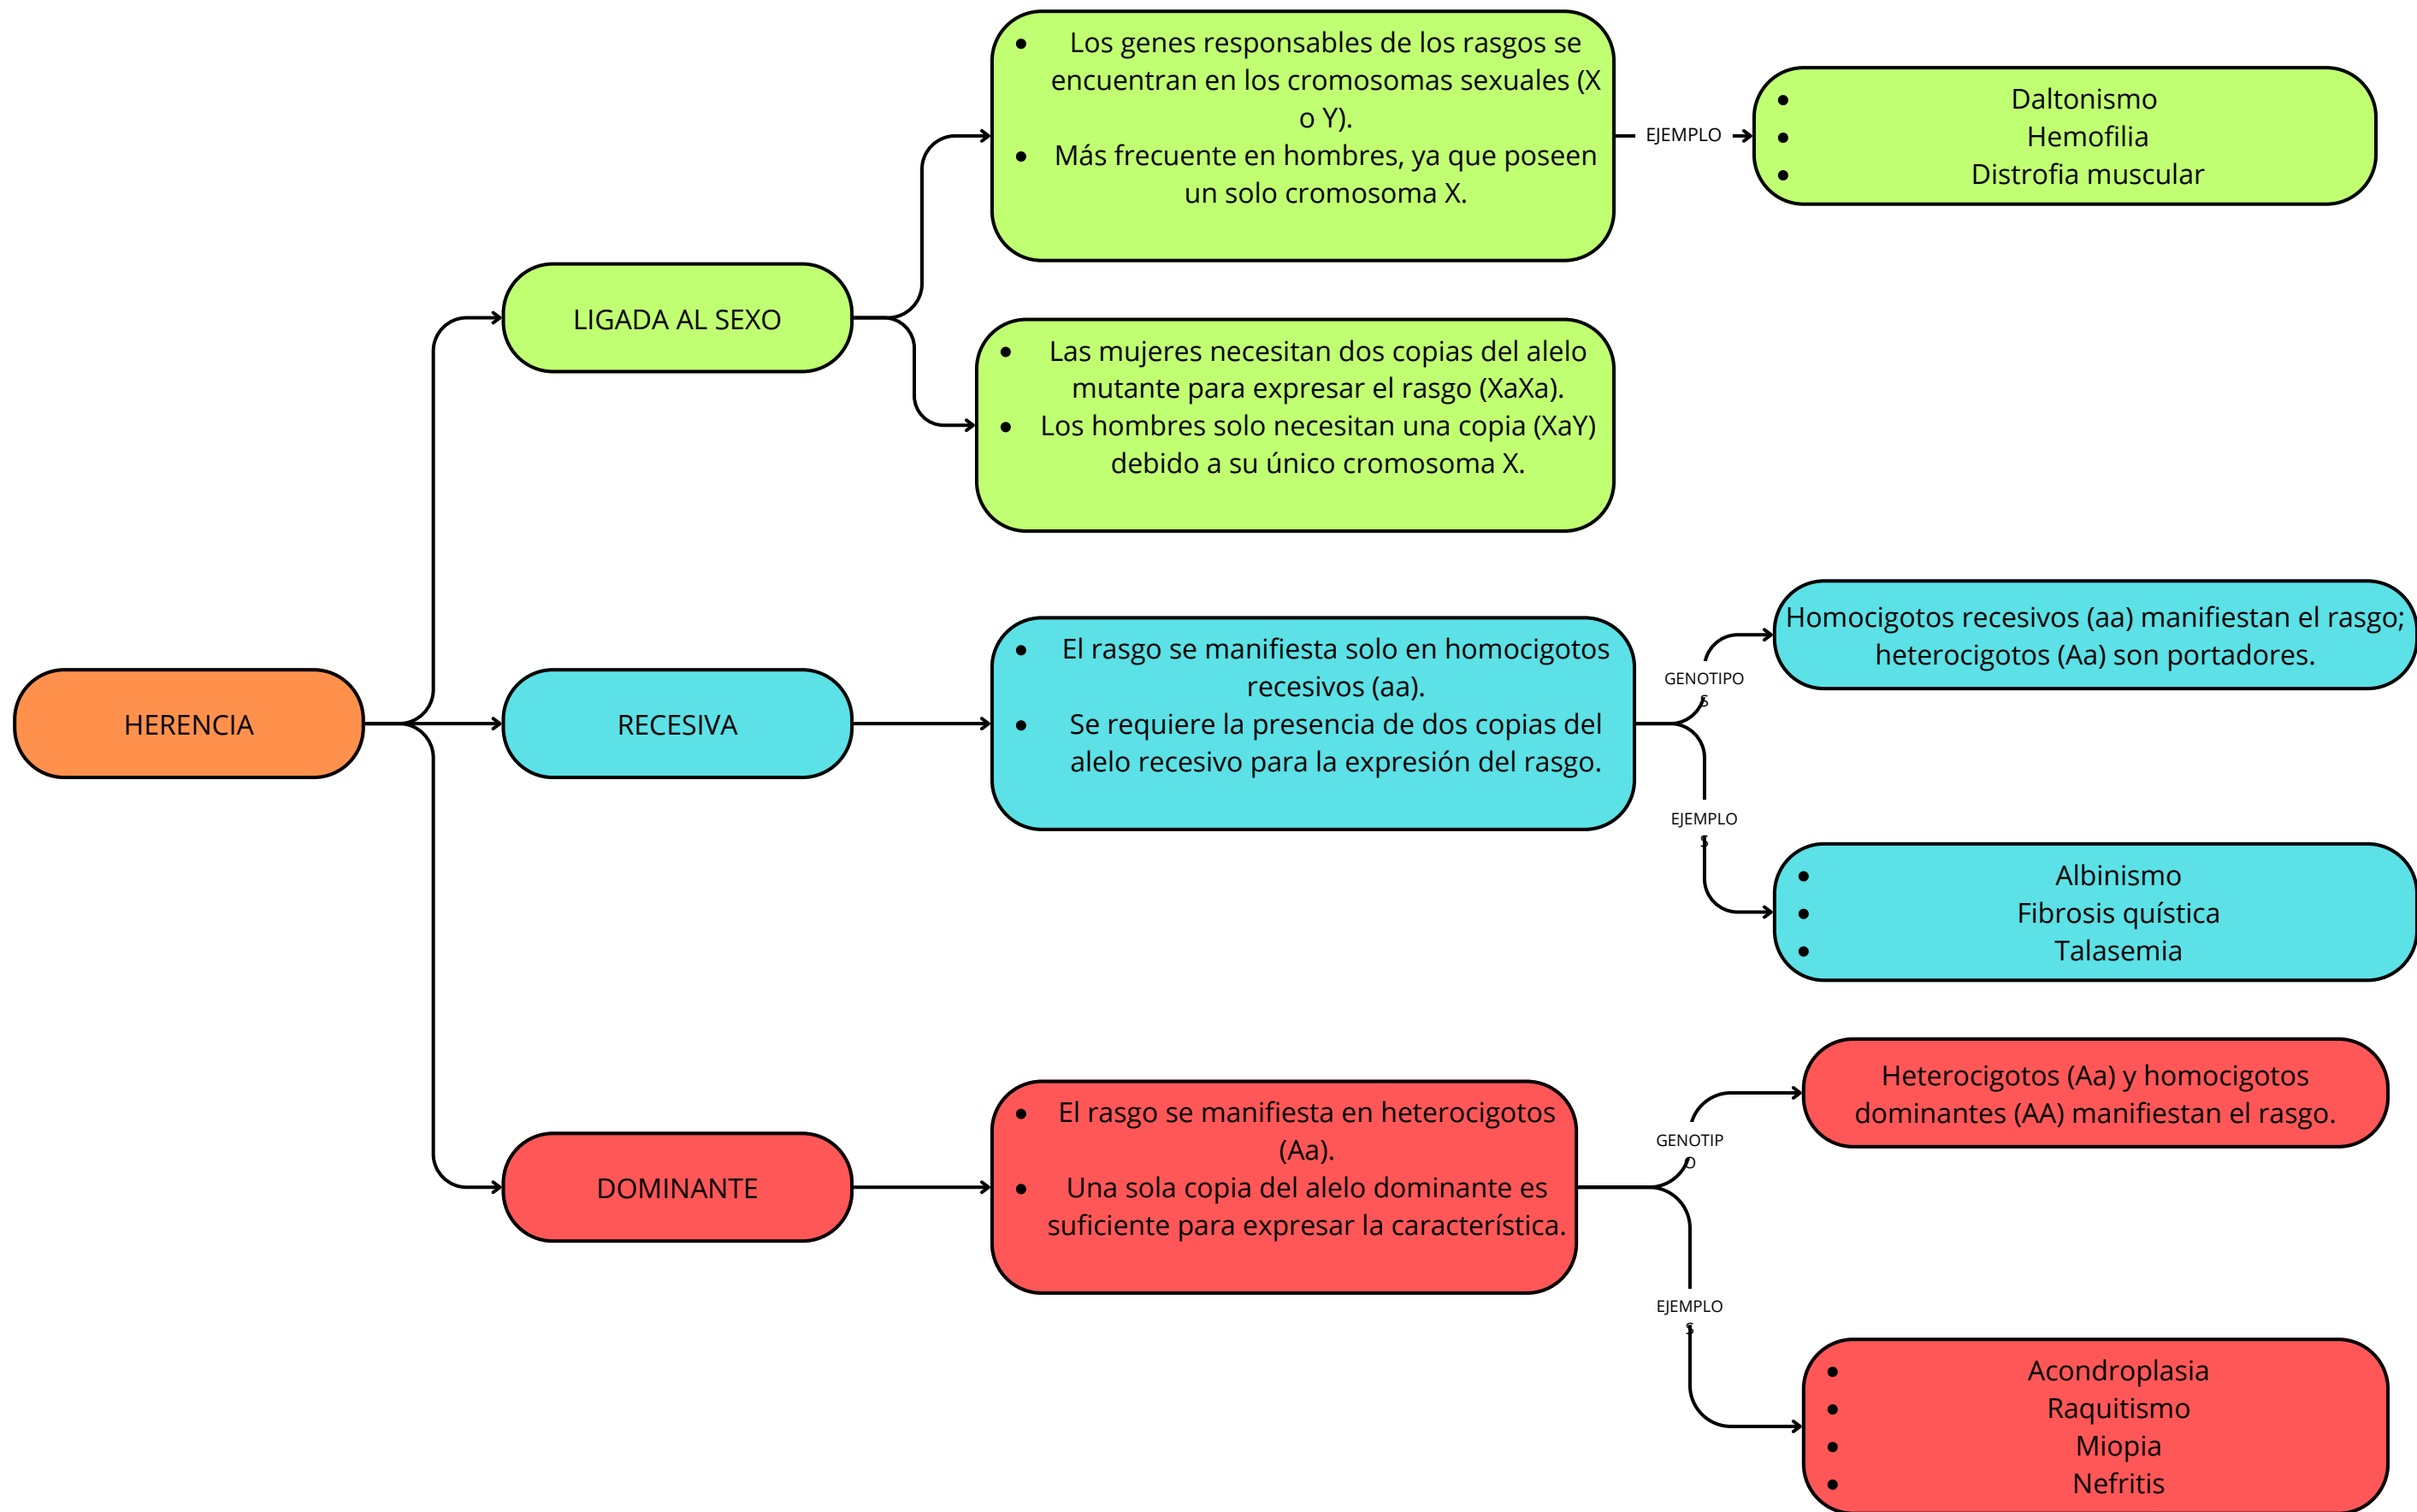 • Los genes responsables de los rasgos se
encuentran en los cromosomas sexuales (X
o Y).
• Más frecuente en hombres, ya que poseen
un solo cromosoma X.
EJEMPLO
• Daltonismo
• Hemofilia
• Distrofia muscular
LIGADA AL SEXO
• Las mujeres necesitan dos copias del alelo
mutante para expresar el rasgo (XaXa).
• Los hombres solo necesitan una copia (XaY)
debido a su único cromosoma X.
HERENCIA
RECESIVA
• El rasgo se manifiesta solo en homocigotos
recesivos (aa).
• Se requiere la presencia de dos copias del
alelo recesivo para la expresión del rasgo.
GENOTIPO
S
Homocigotos recesivos (aa) manifiestan el rasgo;
heterocigotos (Aa) son portadores.
EJEMPLO
S
• Albinismo
• Fibrosis quística
• Talasemia
DOMINANTE
• El rasgo se manifiesta en heterocigotos
(Aa).
• Una sola copia del alelo dominante es
suficiente para expresar la característica.
GENOTIP
O
Heterocigotos (Aa) y homocigotos
dominantes (AA) manifiestan el rasgo.
EJEMPLO
S
• Acondroplasia
• Raquitismo
• Miopia
• Nefritis